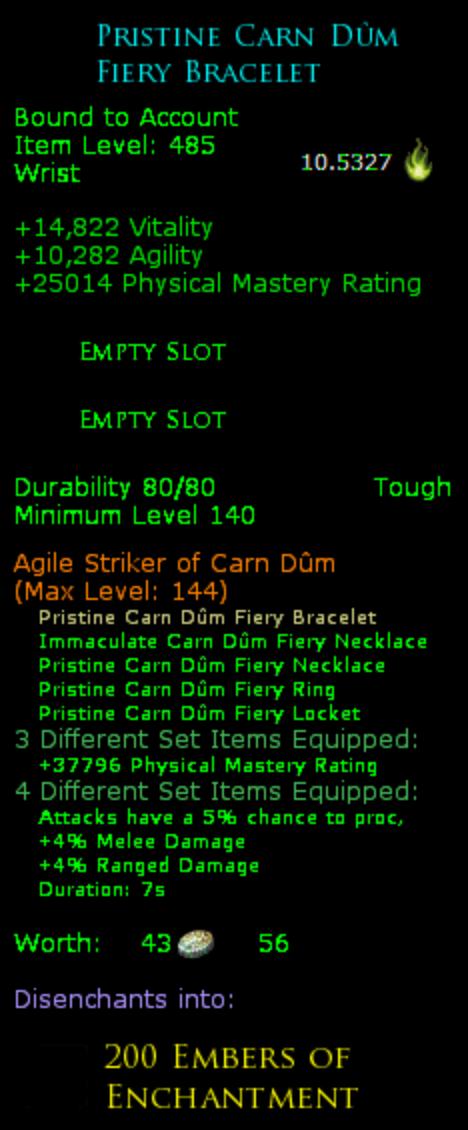 Pristine Carn Dûm
Fiery Bracelet
Bound to Account
Item Level: 485
10.5327
Wrist
+14,822 Vitality
+10,282 Agility
+25014 Physical Mastery Rating
Empty Slot
Empty Slot
Durability 80/80 Tough
Minimum Level 140
Agile Striker of Carn Dûm
(Max Level: 144)
Pristine Carn Dûm Fiery Bracelet
Immaculate Carn Dûm Fiery Necklace
Pristine Carn Dûm Fiery Necklace
Pristine Carn Dûm Fiery Ring
Pristine Carn Dûm Fiery Locket
3 Different Set Items Equipped:
+37796 Physical Mastery Rating
4 Different Set Items Equipped:
Attacks have a 5% chance to proc,
+4% Melee Damage
+4% Ranged Damage
Duration: 7s
Worth: 43 56
Disenchants into:
200 Embers of
Enchantment